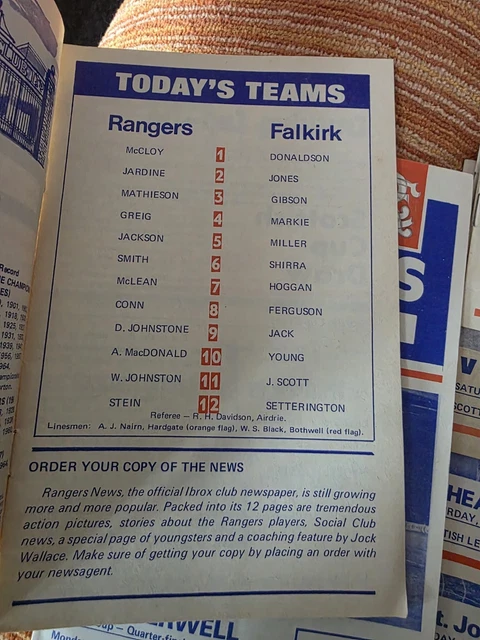 TODAY'S TEAMS
Rangers Falkirk
McCLOY 1 DONALDSON
JARDINE 2 JONES
MATHIESON 3 GIBSON
GREIG 4 MARKIE
JACKSON 5 MILLER
SMITH 6 SHIRRA
McLEAN 7 HOGGAN
CONN 8 FERGUSON
D. JOHNSTONE 9 JACK
A. MacDONALD 10 YOUNG
W. JOHNSTON 11 J. SCOTT
STEIN 12 SETTERINGTON
Referee – R. H. Davidson, Airdrie.
Linesmen: A. J. Nairn, Hardgate (orange flag), W. S. Black, Bothwell (red flag).
ORDER YOUR COPY OF THE NEWS
Rangers News, the official Ibrox club newspaper, is still growing
more and more popular. Packed into its 12 pages are tremendous
action pictures, stories about the Rangers players, Social Club
news, a special page of youngsters and a coaching feature by Jock
Wallace. Make sure of getting your copy by placing an order with
your newsagent.